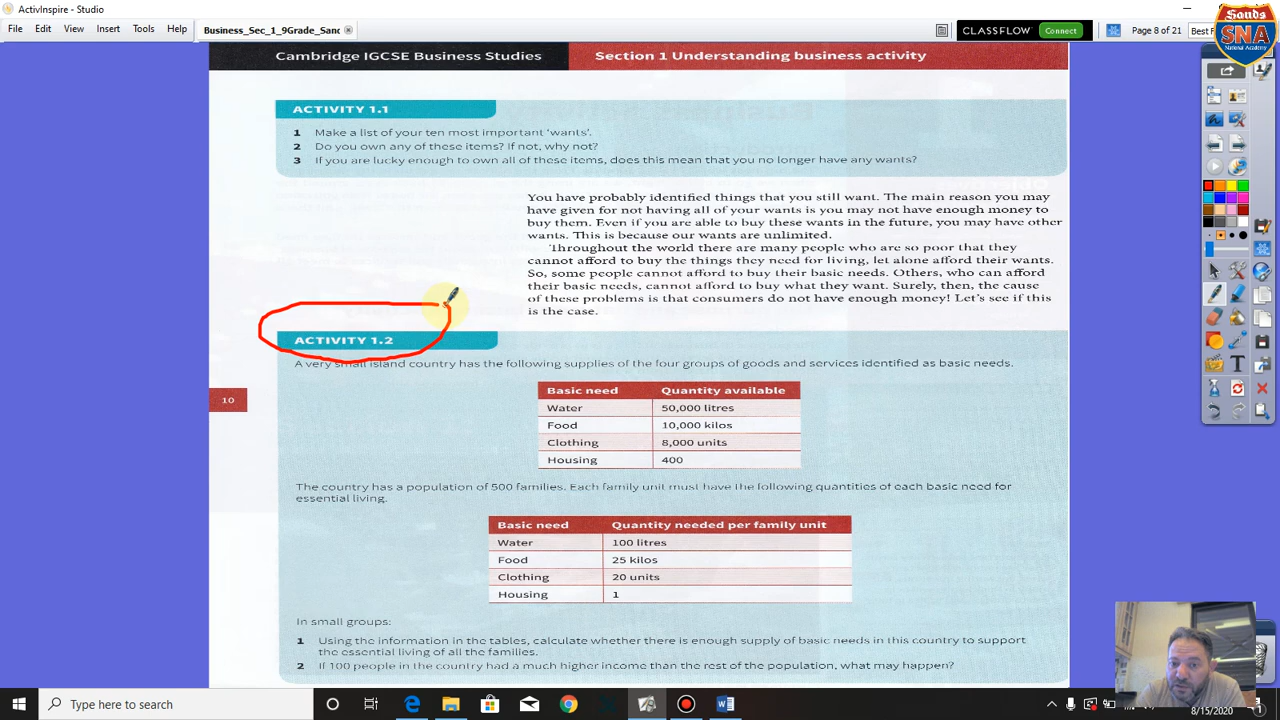 ActivInspire - Studio
File Edit View Insert Tools Help
Business_Sec_1_9Grade_Sand
CLASSFLOW Connect
Page 8 of 21
Best F
Sands
SNA
National Academy
Cambridge IGCSE Business Studies
Section 1 Understanding business activity
ACTIVITY 1.1
1 Make a list of your ten most important ‘wants’.
2 Do you own any of these items? If not, why not?
3 If you are lucky enough to own all of these items, does this mean that you no longer have any wants?
You have probably identified things that you still want. The main reason you may
have given for not having all of your wants is you may not have enough money to
buy them. Even if you are able to buy these wants in the future, you may have other
wants. This is because our wants are unlimited.
Throughout the world there are many people who are so poor that they
cannot afford to buy the things they need for living, let alone afford their wants.
So, some people cannot afford to buy their basic needs. Others, who can afford
their basic needs, cannot afford to buy what they want. Surely, then, the cause
of these problems is that consumers do not have enough money! Let’s see if this
is the case.
ACTIVITY 1.2
A very small island country has the following supplies of the four groups of goods and services identified as basic needs.
Basic need Quantity available
Water 50,000 litres
Food 10,000 kilos
Clothing 8,000 units
Housing 400
10
The country has a population of 500 families. Each family unit must have the following quantities of each basic need for
essential living.
Basic need Quantity needed per family unit
Water 100 litres
Food 25 kilos
Clothing 20 units
Housing 1
In small groups:
1 Using the information in the tables, calculate whether there is enough supply of basic needs in this country to support
the essential living of all the families.
2 If 100 people in the country had a much higher income than the rest of the population, what may happen?
Type here to search
8/15/2020